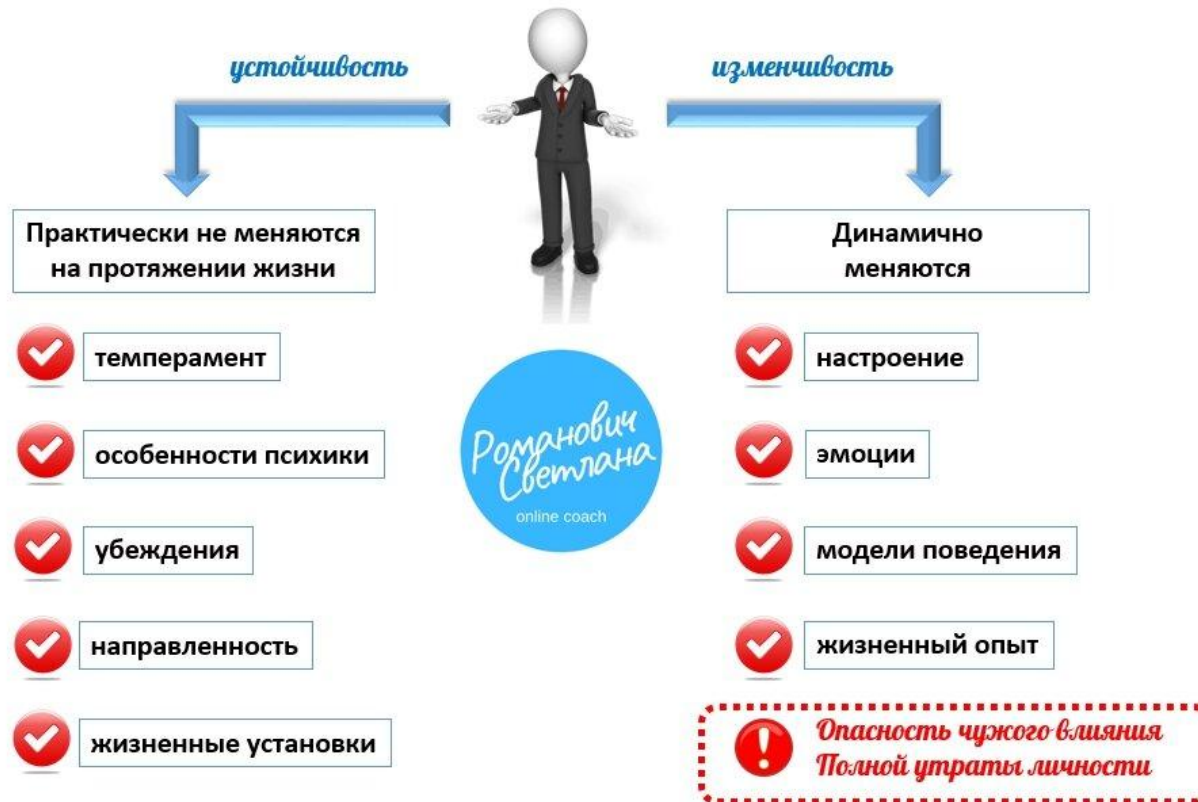 устойчивость
изменчивость
Практически не меняются
на протяжении жизни
темперамент
особенности психики
убеждения
направленность
жизненные установки
Романович
Светлана
online coach
Динамично
меняются
настроение
эмоции
модели поведения
жизненный опыт
Опасность чужого влияния
Полной утраты личности